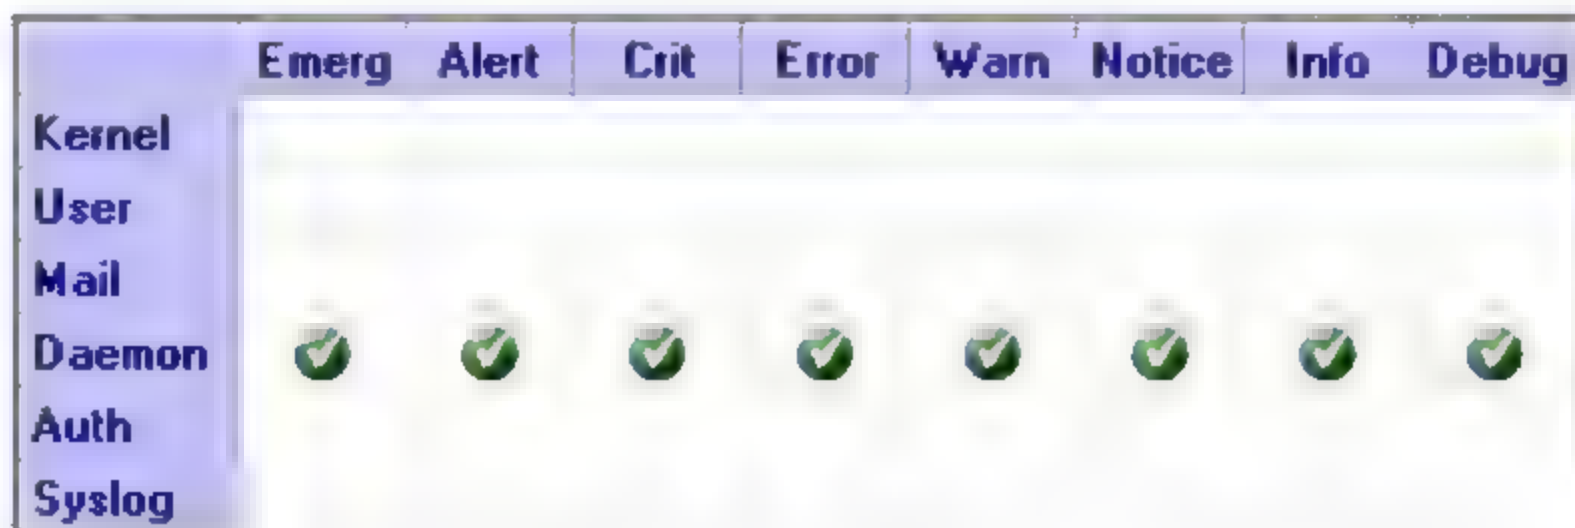 Emerg Alert Crit Error Warn Notice Info Debug
Kernel
User
Mail
Daemon
Auth
Syslog